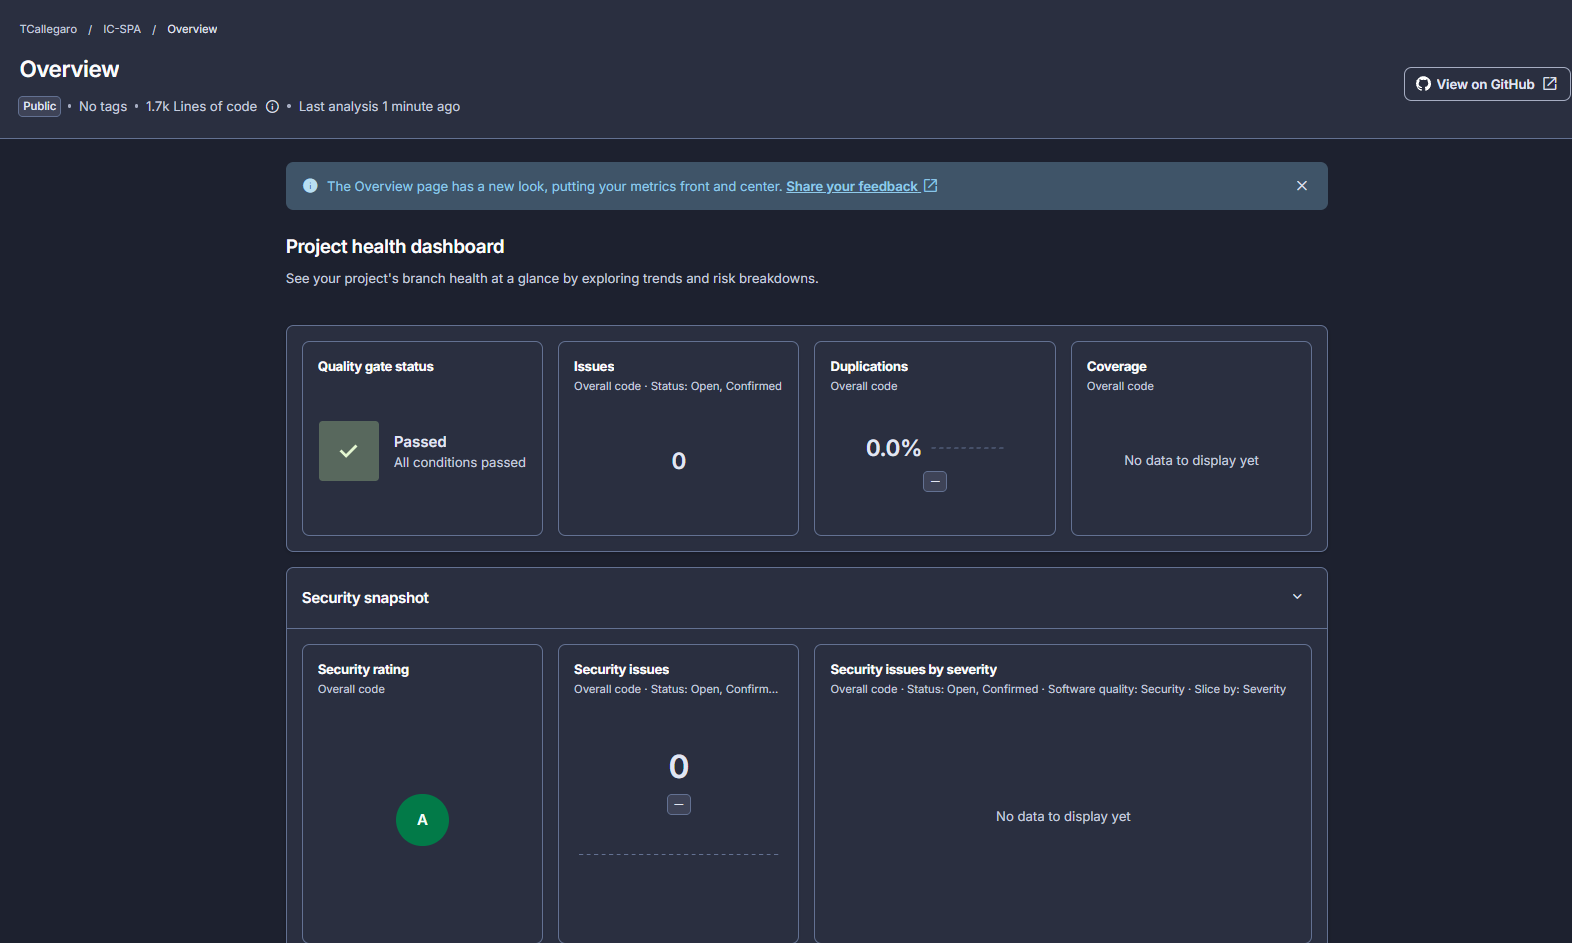 TCallegaro / IC-SPA / Overview
Overview
Public • No tags • 1.7k Lines of code • Last analysis 1 minute ago
View on GitHub
The Overview page has a new look, putting your metrics front and center. Share your feedback
Project health dashboard
See your project's branch health at a glance by exploring trends and risk breakdowns.
Quality gate status
Passed
All conditions passed
Issues
Overall code · Status: Open, Confirmed
0
Duplications
Overall code
0.0%
Coverage
Overall code
No data to display yet
Security snapshot
Security rating
Overall code
A
Security issues
Overall code · Status: Open, Confirm...
0
Security issues by severity
Overall code · Status: Open, Confirmed · Software quality: Security · Slice by: Severity
No data to display yet